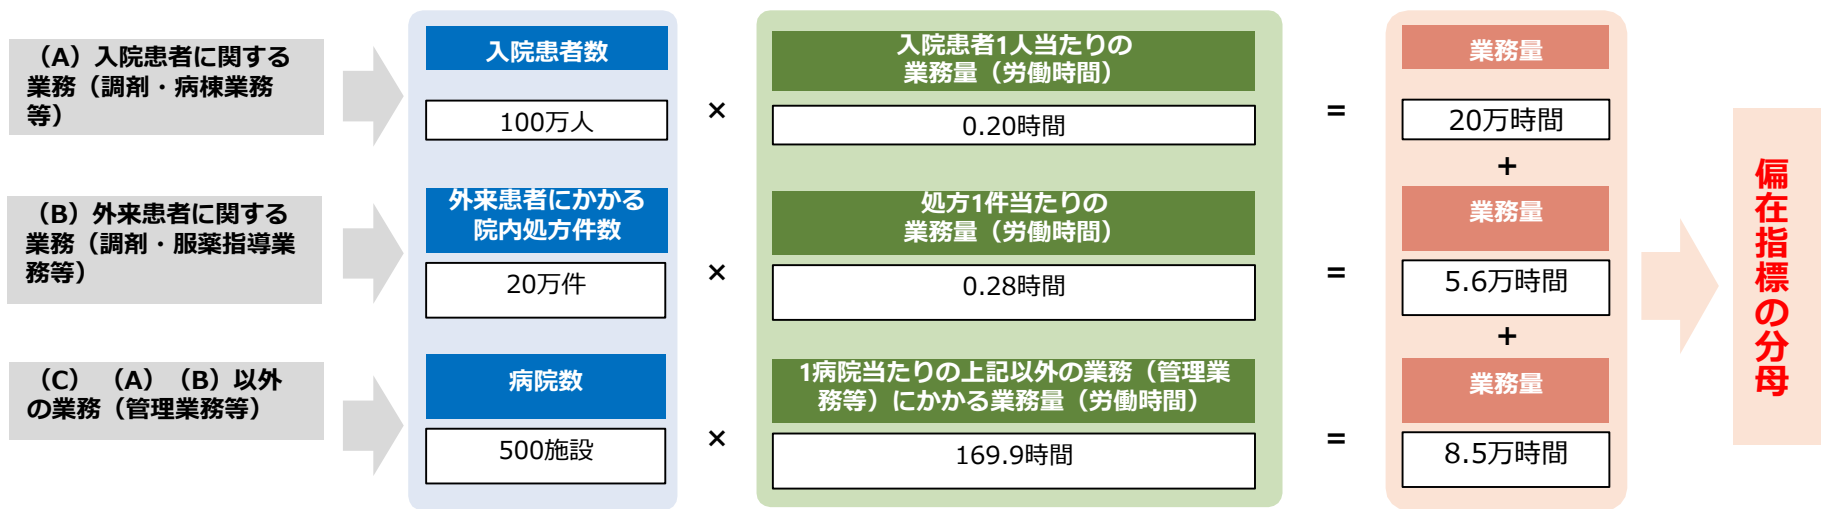 （A）入院患者に関する
業務（調剤・病棟業務
等）
入院患者数
100万人
×
入院患者1人当たりの
業務量（労働時間）
0.20時間
=
業務量
20万時間
+
（B）外来患者に関する
業務（調剤・服薬指導業
務等）
外来患者にかかる
院内処方件数
20万件
×
処方1件当たりの
業務量（労働時間）
0.28時間
=
業務量
5.6万時間
+
（C）（A）（B）以外
の業務（管理業務等）
病院数
500施設
×
1病院当たりの上記以外の業務（管理業
務等）にかかる業務量（労働時間）
169.9時間
=
業務量
8.5万時間
偏在指標の分母